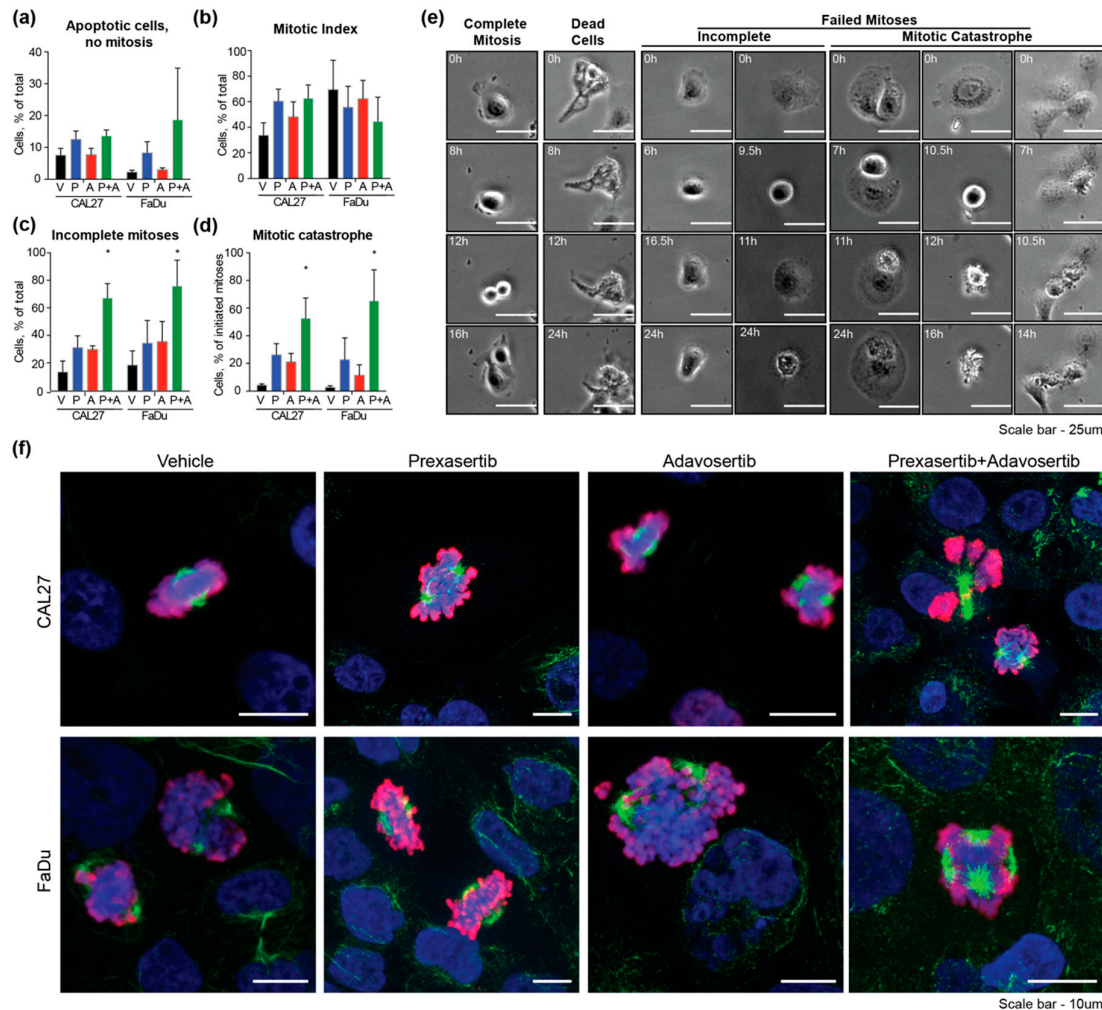 (a)
Apoptotic cells,
no mitosis
Cells, % of total
40
30
20
10
0
V P A P+A V P A P+A
CAL27 FaDu
(b)
Mitotic Index
Cells, % of total
100
80
60
40
20
0
V P A P+A V P A P+A
CAL27 FaDu
(c)
Incomplete mitoses
Cells, % of total
100
80
60
40
20
0
* *
V P A P+A V P A P+A
CAL27 FaDu
(d)
Mitotic catastrophe
Cells, % of initiated mitoses
100
80
60
40
20
0
* *
V P A P+A V P A P+A
CAL27 FaDu
(e)
Complete
Mitosis
Dead
Cells
Failed Mitoses
Incomplete
Mitotic Catastrophe
0h 0h 0h 0h 0h 0h 0h
8h 8h 6h 9.5h 7h 10.5h 7h
12h 12h 16.5h 11h 11h 12h 10.5h
16h 24h 24h 24h 24h 16h 14h
Scale bar - 25um
(f)
Vehicle Prexasertib Adavosertib Prexasertib+Adavosertib
CAL27
FaDu
Scale bar - 10um